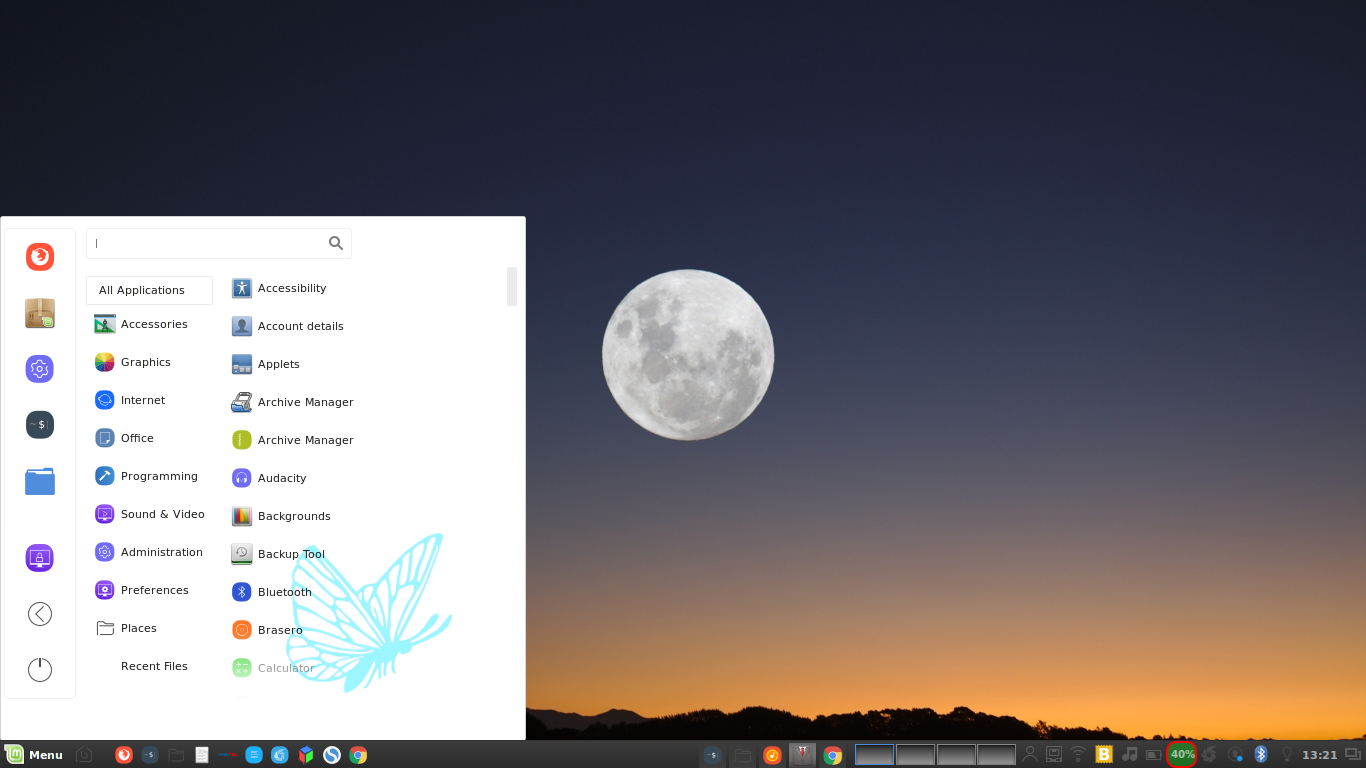 All Applications
Accessories
Graphics
Internet
Office
Programming
Sound & Video
Administration
Preferences
Places
Recent Files
Accessibility
Account details
Applets
Archive Manager
Archive Manager
Audacity
Backgrounds
Backup Tool
Bluetooth
Brasero
Calculator
Menu
40%
13:21